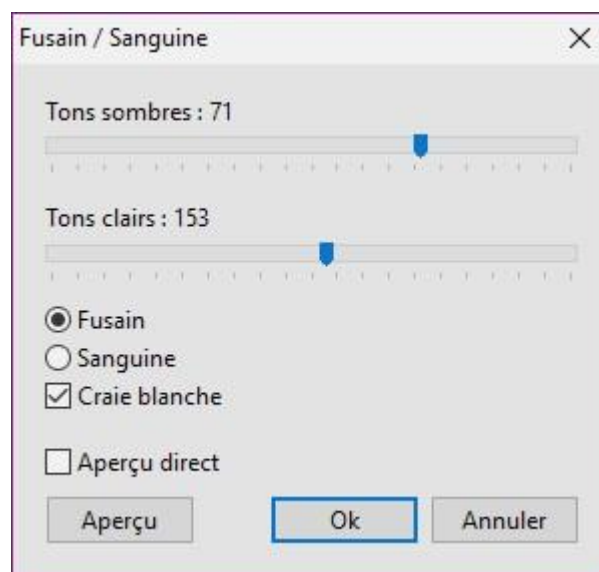 Fusain / Sanguine
Tons sombres : 71
Tons clairs : 153
Fusain
Sanguine
Craie blanche
Aperçu direct
Aperçu Ok Annuler